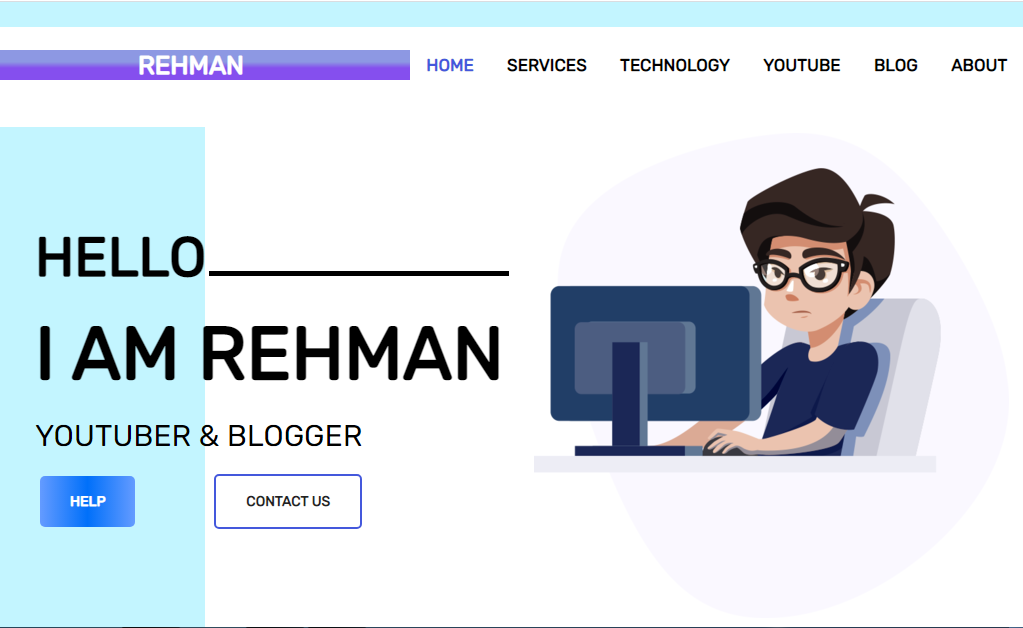 REHMAN
HOME SERVICES TECHNOLOGY YOUTUBE BLOG ABOUT
HELLO
I AM REHMAN
YOUTUBER & BLOGGER
HELP
CONTACT US